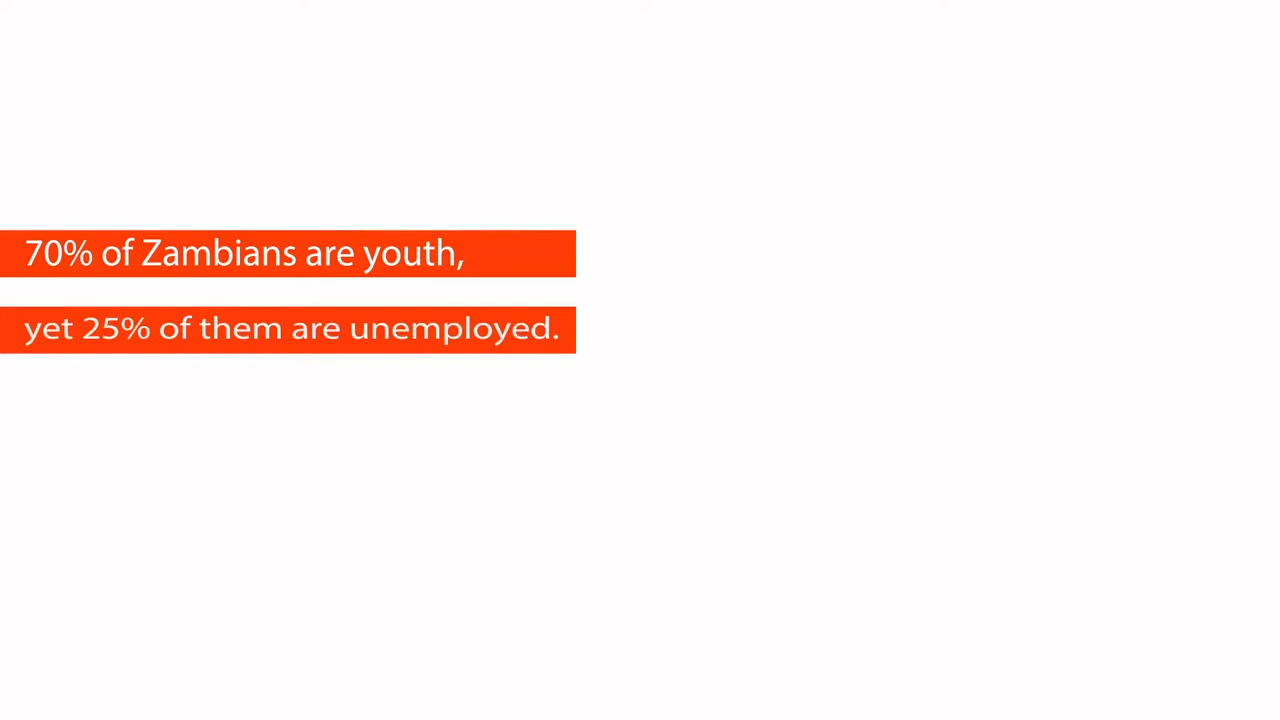 70% of Zambians are youth,
yet 25% of them are unemployed.